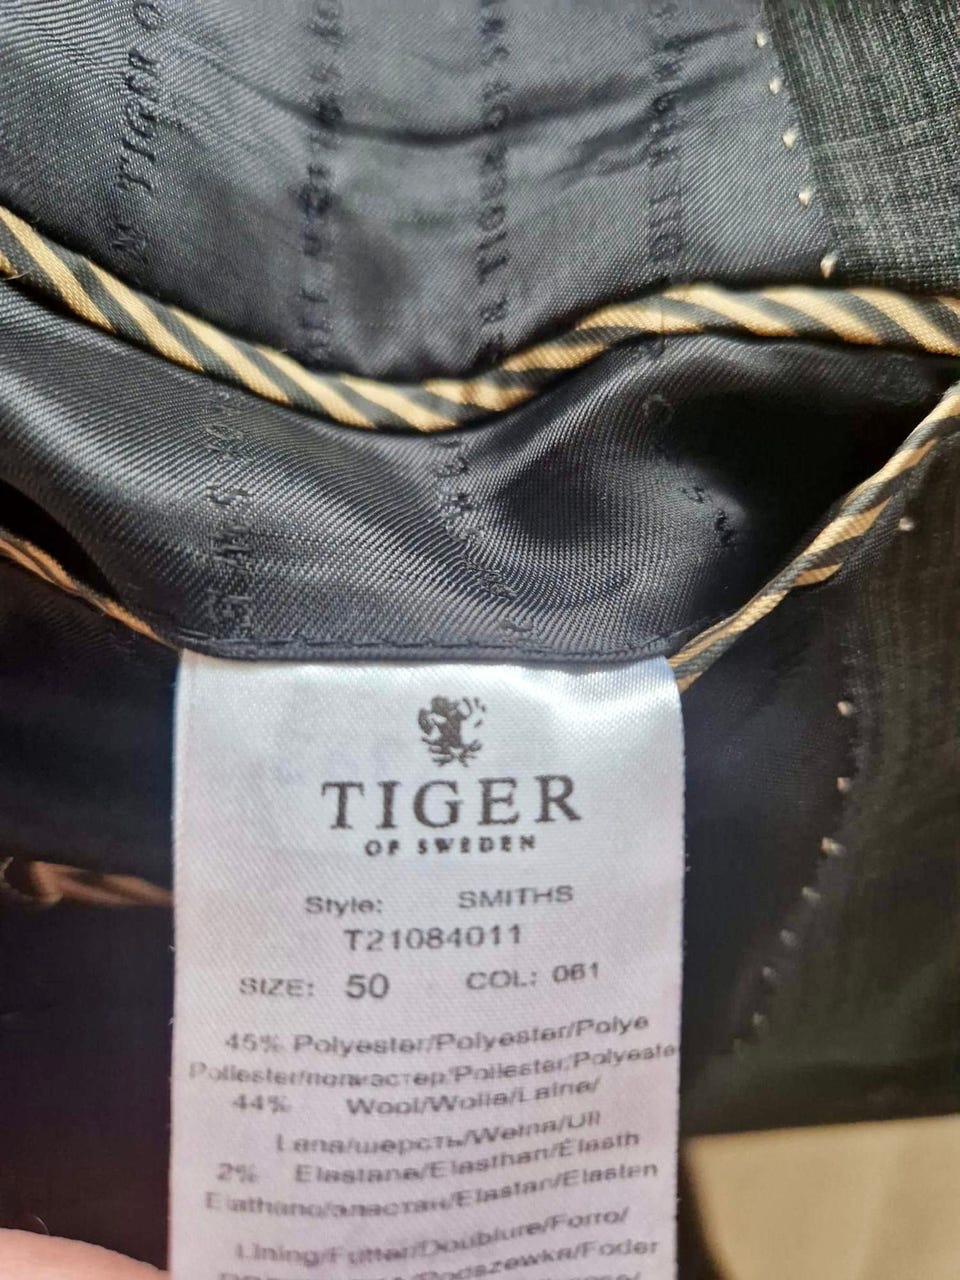 TIGER
OF SWEDEN
Style: SMITHS
T21084011
SIZE: 50 COL: 061
45% Polyester/Polyester/Polye
Poliester/полиэстер/Poliester/Polyeste
44% Wool/Wolle/Laine/
Lana/шерсть/Wełna/Ull
2% Elastane/Elasthan/Élasth
Elathano/эластан/Elastan/Elasten
Lining/Futter/Doublure/Forro/
Podszewka/Foder